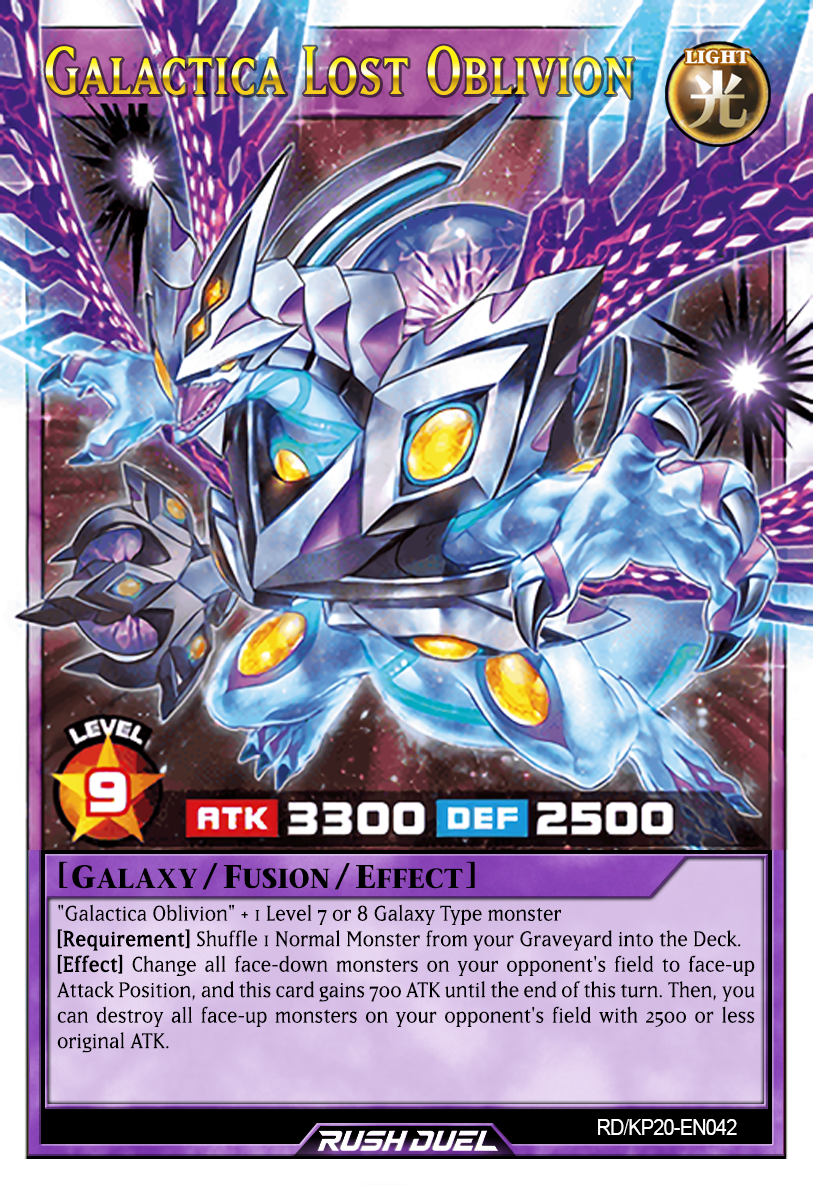 Galactica Lost Oblivion
LIGHT
光
LEVEL
9
ATK 3300 DEF 2500
[Galaxy / Fusion / Effect]
"Galactica Oblivion" + 1 Level 7 or 8 Galaxy Type monster
[Requirement] Shuffle 1 Normal Monster from your Graveyard into the Deck.
[Effect] Change all face-down monsters on your opponent's field to face-up
Attack Position, and this card gains 700 ATK until the end of this turn. Then, you
can destroy all face-up monsters on your opponent's field with 2500 or less
original ATK.
RD/KP20-EN042
RUSH DUEL